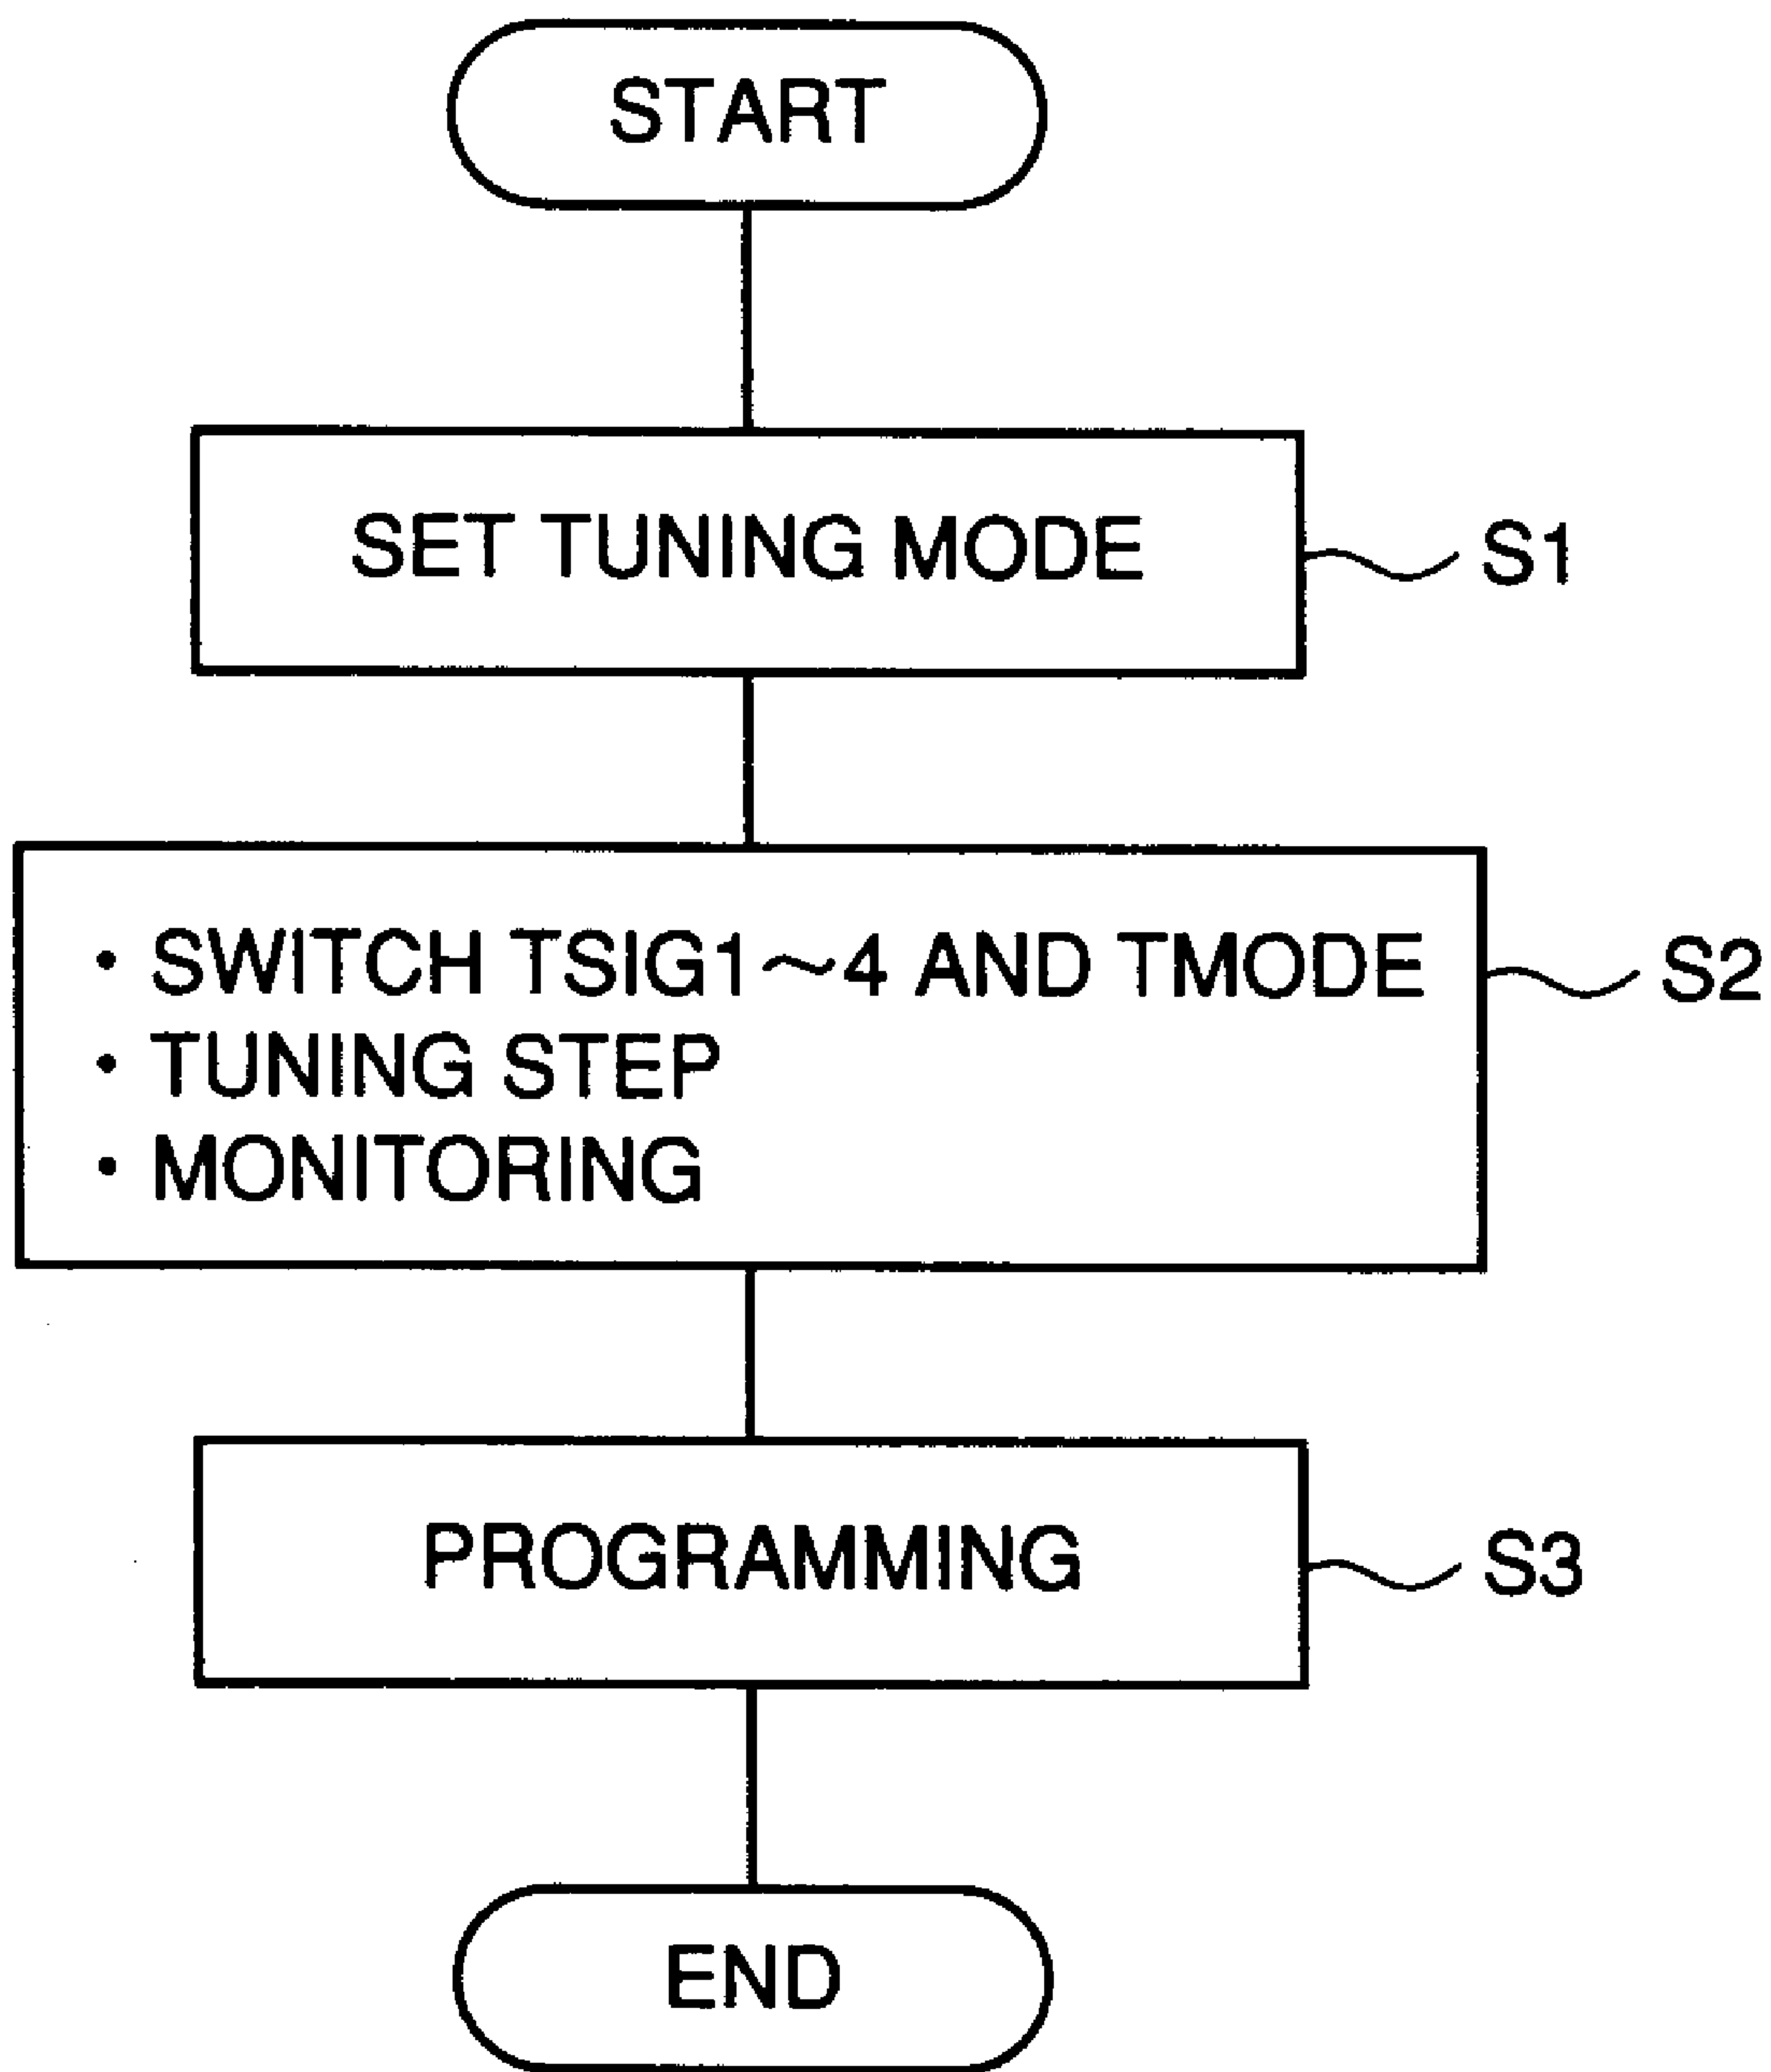 START
SET TUNING MODE
S1
• SWITCH TSIG1~4 AND TMODE
S2
• TUNING STEP
• MONITORING
PROGRAMMING
S3
END